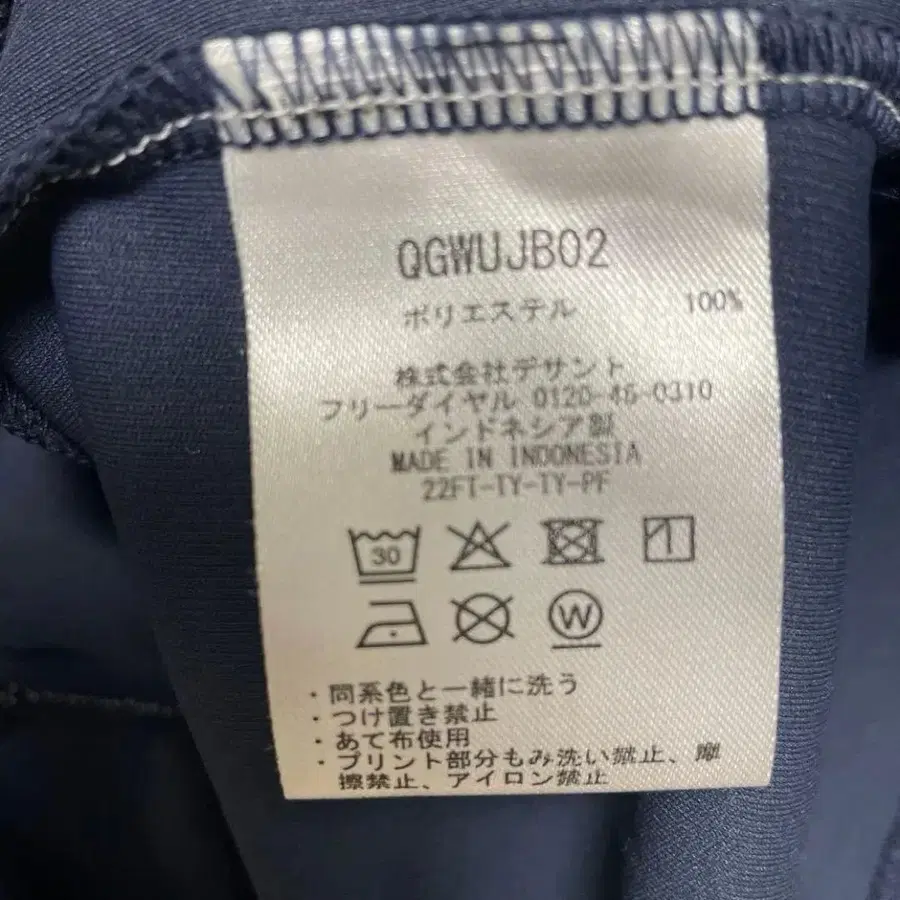 QGWUJB02
ポリエステル 100%
株式会社デサント
フリーダイヤル 0120-46-0310
インドネシア製
MADE IN INDONESIA
22FT-TY-TY-PF
30
W
・同系色と一緒に洗う
・つけ置き禁止
・あて布使用
・プリント部分もみ洗い禁止、摩
擦禁止、アイロン禁止